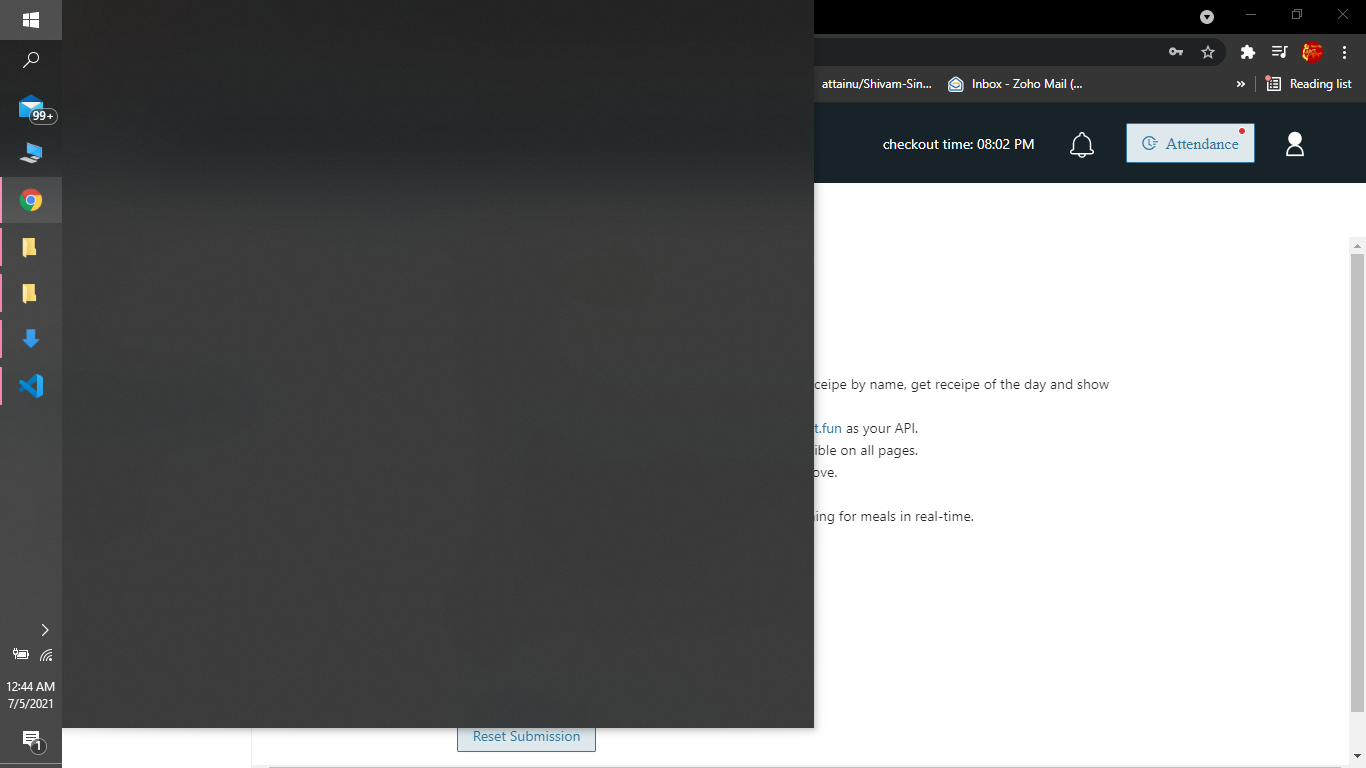 99+
attainu/Shivam-Sin...
Inbox - Zoho Mail (...
»
Reading list
checkout time: 08:02 PM
Attendance
ceipe by name, get receipe of the day and show
t.fun as your API.
ible on all pages.
ove.
ing for meals in real-time.
Reset Submission
12:44 AM
7/5/2021
1